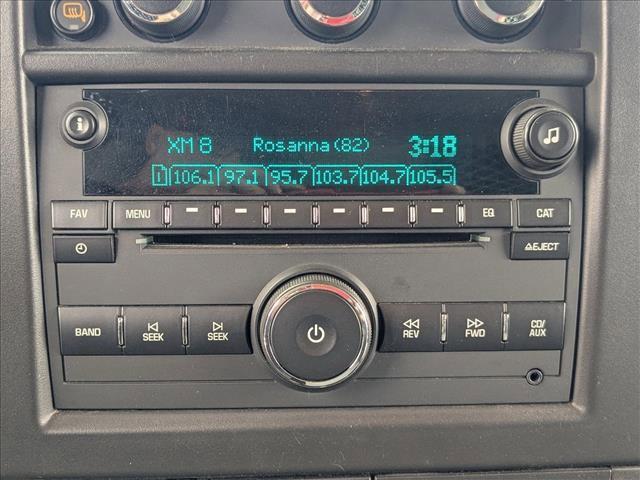 XM 8 Rosanna (82) 3:18
1 106.1 97.1 95.7 103.7 104.7 105.5
FAV MENU EQ CAT
EJECT
BAND SEEK SEEK REV FWD CD/AUX